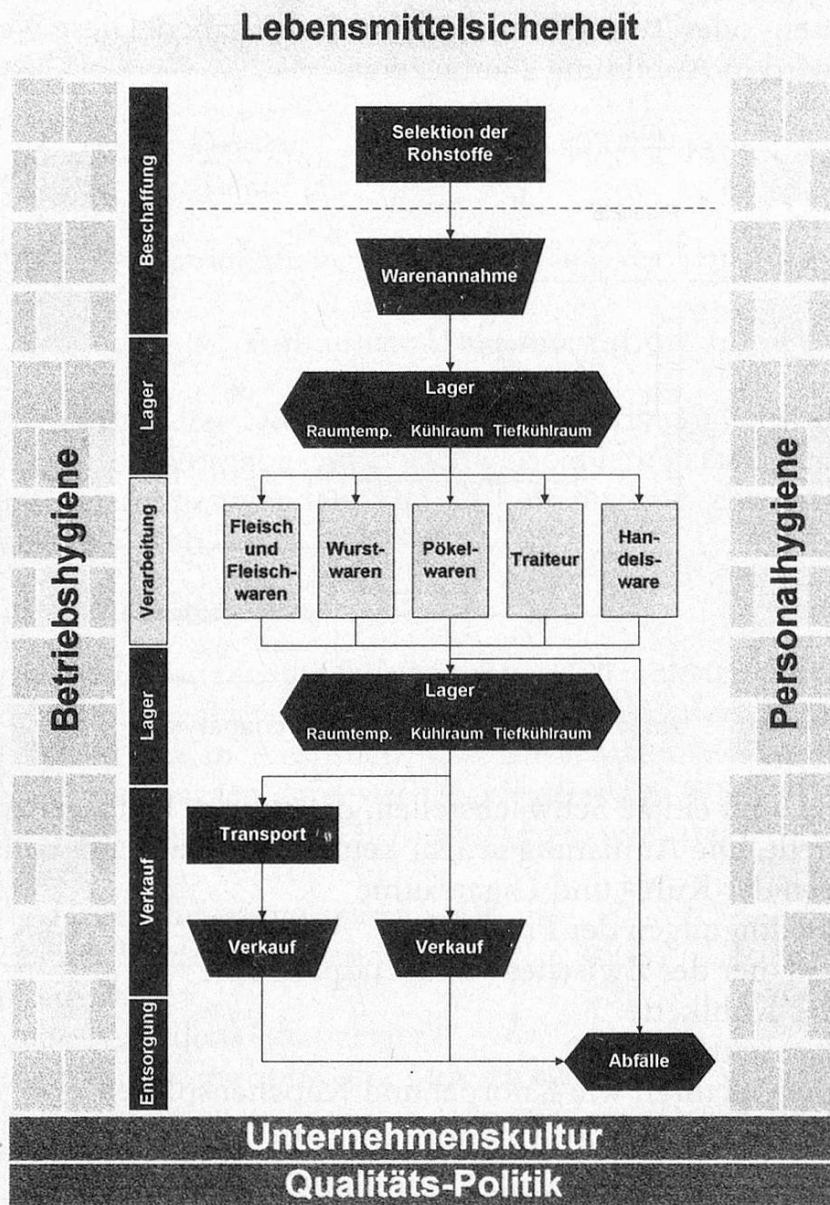 Lebensmittelsicherheit
Betriebshygiene
Beschaffung
Lager
Verarbeitung
Lager
Verkauf
Entsorgung
Selektion der
Rohstoffe
Warenannahme
Lager
Raumtemp. Kühlraum Tiefkühlraum
Fleisch
und
Fleisch-
waren
Wurst-
waren
Pökel-
waren
Traiteur
Han-
dels-
ware
Lager
Raumtemp. Kühlraum Tiefkühlraum
Transport
Verkauf
Verkauf
Abfälle
Personalhygiene
Unternehmenskultur
Qualitäts-Politik